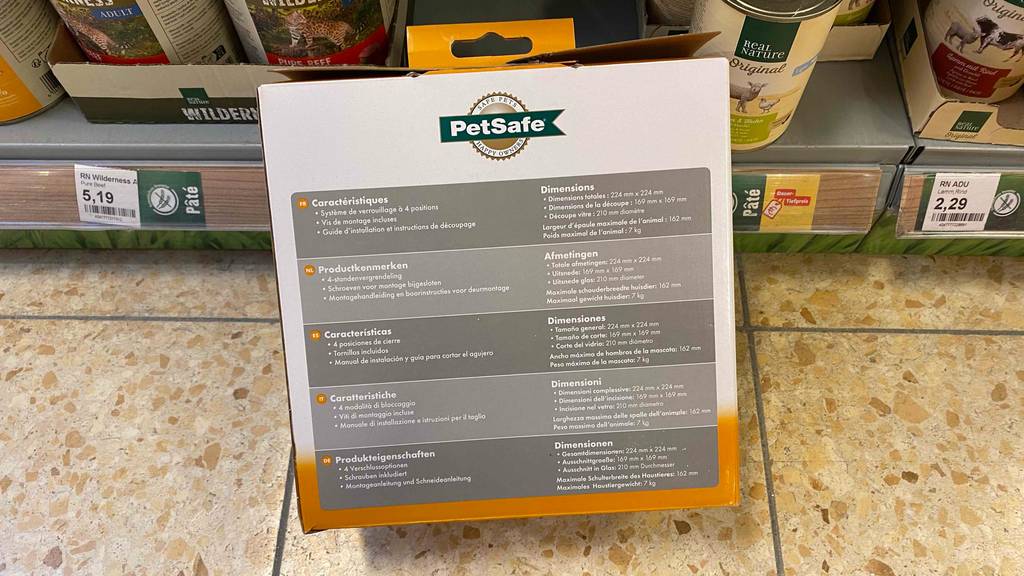 ADULT
PURE BEEF
WILDERN
REAL
NATURE
Original
REAL
NATURE
RN Wilderness A
Pure Beef
5,19
Pâté
Pâté
Dauer-
Tiefpreis
RN ADU
Lamm,Rind
2,29
SAFE PETS
PetSafe®
HAPPY OWNERS
FR Caractéristiques
• Système de verrouillage à 4 positions
• Vis de montage incluses
• Guide d'installation et instructions de découpage
Dimensions
• Dimensions totales : 224 mm x 224 mm
• Dimensions de la découpe : 169 mm x 169 mm
• Découpe vitre : 210 mm diamètre
Largeur d'épaule maximale de l'animal : 162 mm
Poids maximal de l'animal : 7 kg
NL Productkenmerken
• 4-standenvergrendeling
• Schroeven voor montage bijgesloten
• Montagehandleiding en boorinstructies voor deurmontage
Afmetingen
• Totale afmetingen: 224 mm x 224 mm
• Uitsnede: 169 mm x 169 mm
• Uitsnede glas: 210 mm diameter
Maximale schouderbreedte huisdier: 162 mm
Maximaal gewicht huisdier: 7 kg
ES Características
• 4 posiciones de cierre
• Tornillos incluidos
• Manual de instalación y guía para cortar el agujero
Dimensiones
• Tamaño general: 224 mm x 224 mm
• Tamaño de corte: 169 mm x 169 mm
• Corte del vidrio: 210 mm diámetro
Ancho máximo de hombros de la mascota: 162 mm
Peso máximo de la mascota: 7 kg
IT Caratteristiche
• 4 modalità di bloccaggio
• Viti di montaggio incluse
• Manuale di installazione e istruzioni per il taglio
Dimensioni
• Dimensioni complessive: 224 mm x 224 mm
• Dimensioni dell'incisione: 169 mm x 169 mm
• Incisione nel vetro: 210 mm diametro
Larghezza massima delle spalle dell'animale: 162 mm
Peso massimo dell'animale: 7 kg
DE Produkteigenschaften
• 4 Verschlussoptionen
• Schrauben inkludiert
• Montageanleitung und Schneideanleitung
Dimensionen
• Gesamtdimensionen: 224 mm x 224 mm
• Ausschnittgroße: 169 mm x 169 mm
• Ausschnitt in Glas: 210 mm Durchmesser
Maximale Schulterbreite des Haustieres: 162 mm
Maximales Haustiergewicht: 7 kg